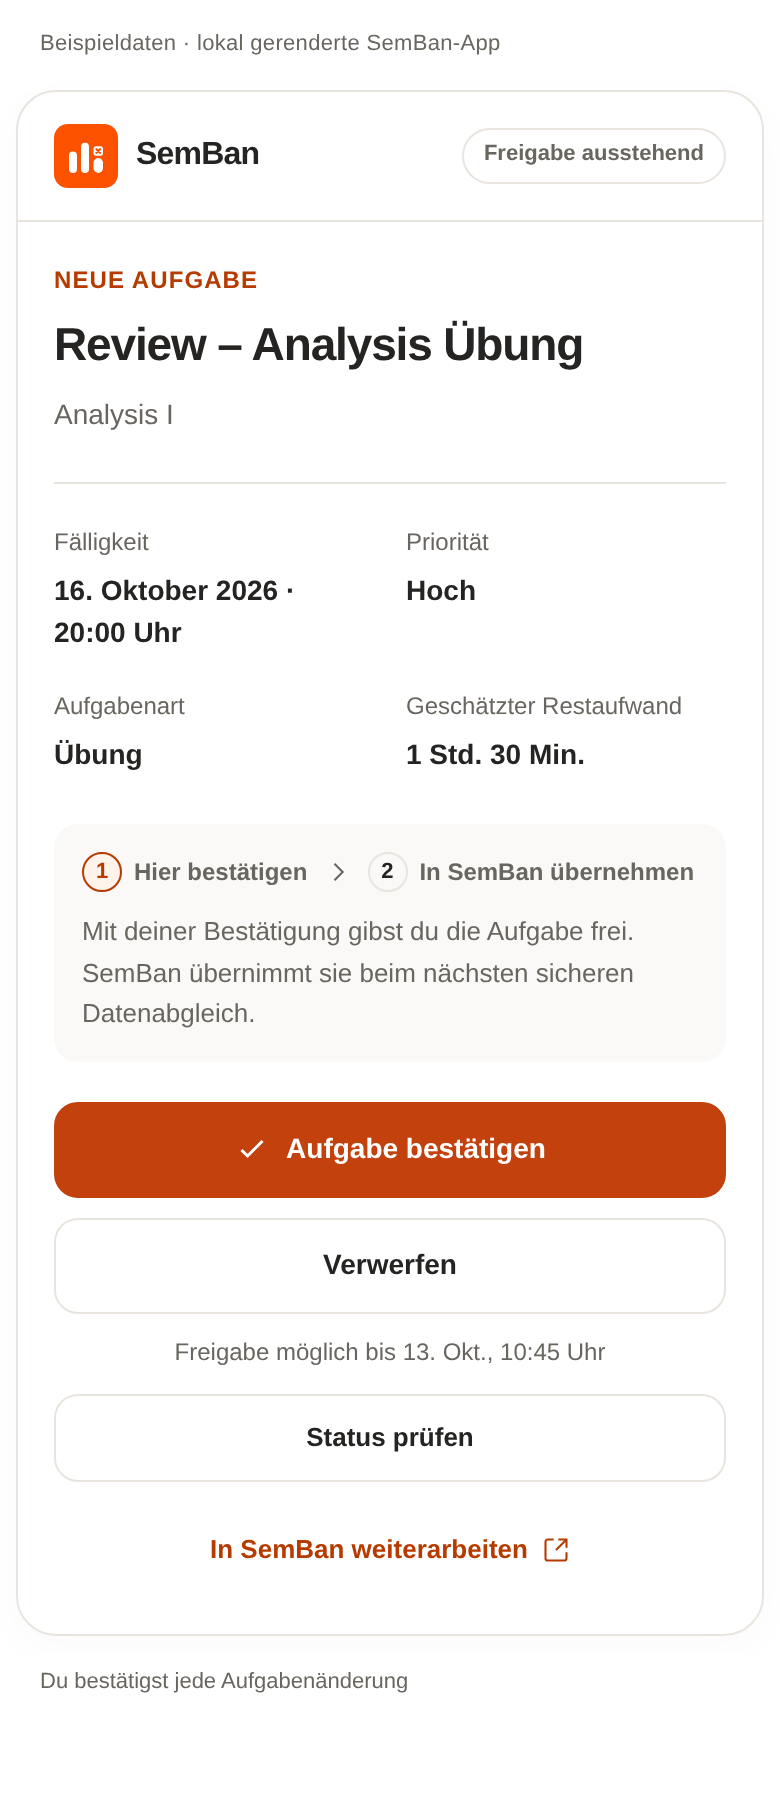 Beispieldaten · lokal gerenderte SemBan-App
SemBan
Freigabe ausstehend
NEUE AUFGABE
Review – Analysis Übung
Analysis I
Fälligkeit
16. Oktober 2026 ·
20:00 Uhr
Priorität
Hoch
Aufgabenart
Übung
Geschätzter Restaufwand
1 Std. 30 Min.
1 Hier bestätigen
2 In SemBan übernehmen
Mit deiner Bestätigung gibst du die Aufgabe frei.
SemBan übernimmt sie beim nächsten sicheren
Datenabgleich.
Aufgabe bestätigen
Verwerfen
Freigabe möglich bis 13. Okt., 10:45 Uhr
Status prüfen
In SemBan weiterarbeiten
Du bestätigst jede Aufgabenänderung